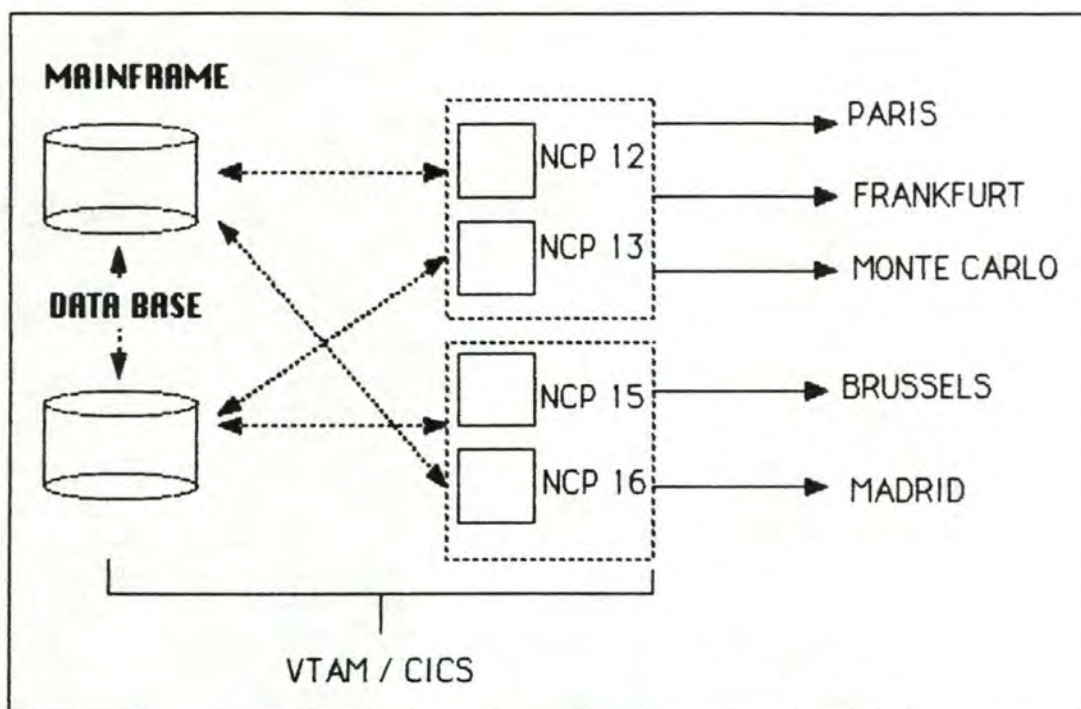 MAINFRAME
DATA BASE
NCP 12
NCP 13
NCP 15
NCP 16
PARIS
FRANKFURT
MONTE CARLO
BRUSSELS
MADRID
VTAM / CICS